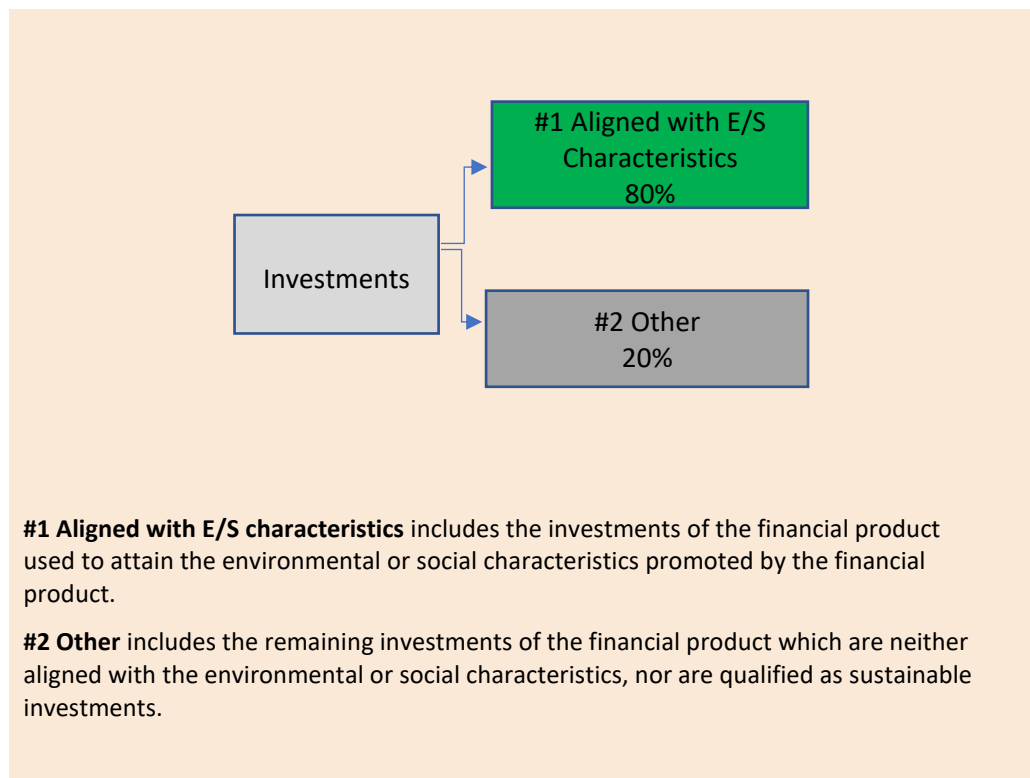 #1 Aligned with E/S
Characteristics
80%
Investments
#2 Other
20%
#1 Aligned with E/S characteristics includes the investments of the financial product
used to attain the environmental or social characteristics promoted by the financial
product.
#2 Other includes the remaining investments of the financial product which are neither
aligned with the environmental or social characteristics, nor are qualified as sustainable
investments.